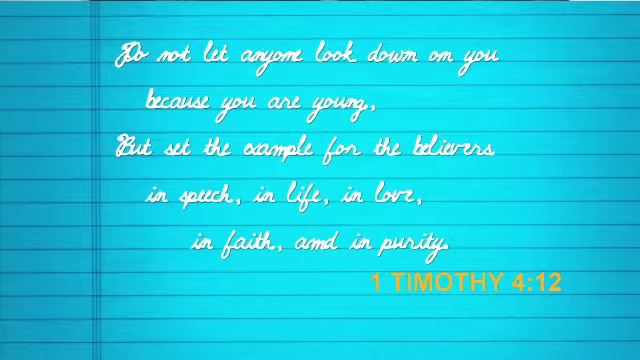 Do not let anyone look down on you
because you are young,
But set the example for the believers
in speech, in life, in love,
in faith, and in purity.
1 TIMOTHY 4:12